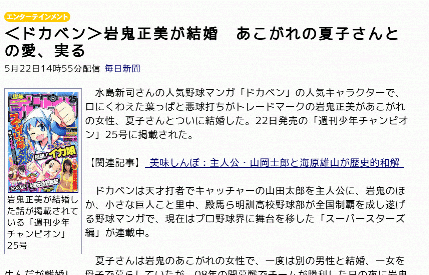 エンターテインメント
＜ドカベン＞岩鬼正美が結婚　あこがれの夏子さんと
の愛、実る
5月22日14時55分配信 毎日新聞
水島新司さんの人気野球マンガ「ドカベン」の人気キャラクターで、
口にくわえた葉っぱと悪球打ちがトレードマークの岩鬼正美があこがれ
の女性、夏子さんとついに結婚した。22日発売の「週刊少年チャンピオ
ン」25号に掲載された。
【関連記事】 美味しんぼ：主人公・山岡士郎と海原雄山が歴史的和解
岩鬼正美が結婚し
た話が掲載されて
いる「週刊少年
チャンピオン」
25号
ドカベンは天才打者でキャッチャーの山田太郎を主人公に、岩鬼のほ
か、小さな巨人こと里中、殿馬ら明訓高校野球部が全国制覇を成し遂げ
る野球マンガで、現在はプロ野球界に舞台を移した「スーパースターズ
編」が連載中。
夏子さんは岩鬼のあこがれの女性で、一度は別の男性と結婚、一女を